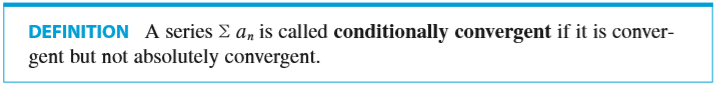 DEFINITION A series Σ aₙ is called conditionally convergent if it is conver-
gent but not absolutely convergent.